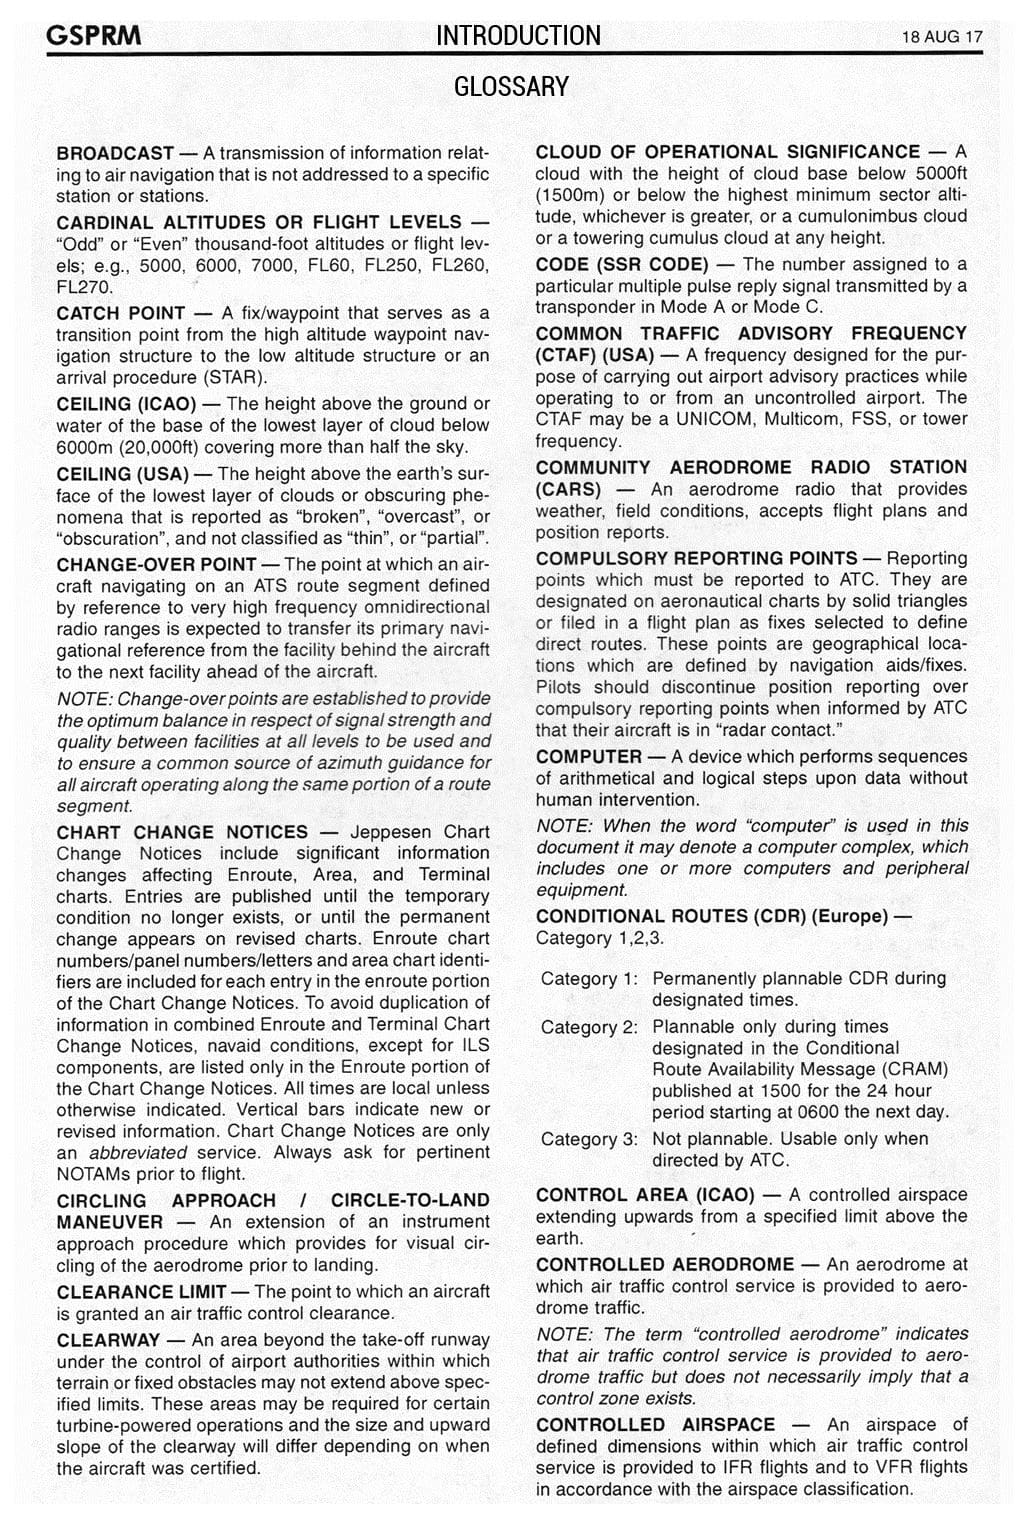 GSPRM
INTRODUCTION
18 AUG 17
GLOSSARY
BROADCAST — A transmission of information relat-
ing to air navigation that is not addressed to a specific
station or stations.
CARDINAL ALTITUDES OR FLIGHT LEVELS —
“Odd” or “Even” thousand-foot altitudes or flight lev-
els; e.g., 5000, 6000, 7000, FL60, FL250, FL260,
FL270.
CATCH POINT — A fix/waypoint that serves as a
transition point from the high altitude waypoint nav-
igation structure to the low altitude structure or an
arrival procedure (STAR).
CEILING (ICAO) — The height above the ground or
water of the base of the lowest layer of cloud below
6000m (20,000ft) covering more than half the sky.
CEILING (USA) — The height above the earth’s sur-
face of the lowest layer of clouds or obscuring phe-
nomena that is reported as “broken”, “overcast”, or
“obscuration”, and not classified as “thin”, or “partial”.
CHANGE-OVER POINT — The point at which an air-
craft navigating on an ATS route segment defined
by reference to very high frequency omnidirectional
radio ranges is expected to transfer its primary navi-
gational reference from the facility behind the aircraft
to the next facility ahead of the aircraft.
NOTE: Change-over points are established to provide
the optimum balance in respect of signal strength and
quality between facilities at all levels to be used and
to ensure a common source of azimuth guidance for
all aircraft operating along the same portion of a route
segment.
CHART CHANGE NOTICES — Jeppesen Chart
Change Notices include significant information
changes affecting Enroute, Area, and Terminal
charts. Entries are published until the temporary
condition no longer exists, or until the permanent
change appears on revised charts. Enroute chart
numbers/panel numbers/letters and area chart identi-
fiers are included for each entry in the enroute portion
of the Chart Change Notices. To avoid duplication of
information in combined Enroute and Terminal Chart
Change Notices, navaid conditions, except for ILS
components, are listed only in the Enroute portion of
the Chart Change Notices. All times are local unless
otherwise indicated. Vertical bars indicate new or
revised information. Chart Change Notices are only
an abbreviated service. Always ask for pertinent
NOTAMs prior to flight.
CIRCLING APPROACH / CIRCLE-TO-LAND
MANEUVER — An extension of an instrument
approach procedure which provides for visual cir-
cling of the aerodrome prior to landing.
CLEARANCE LIMIT — The point to which an aircraft
is granted an air traffic control clearance.
CLEARWAY — An area beyond the take-off runway
under the control of airport authorities within which
terrain or fixed obstacles may not extend above spec-
ified limits. These areas may be required for certain
turbine-powered operations and the size and upward
slope of the clearway will differ depending on when
the aircraft was certified.
CLOUD OF OPERATIONAL SIGNIFICANCE — A
cloud with the height of cloud base below 5000ft
(1500m) or below the highest minimum sector alti-
tude, whichever is greater, or a cumulonimbus cloud
or a towering cumulus cloud at any height.
CODE (SSR CODE) — The number assigned to a
particular multiple pulse reply signal transmitted by a
transponder in Mode A or Mode C.
COMMON TRAFFIC ADVISORY FREQUENCY
(CTAF) (USA) — A frequency designed for the pur-
pose of carrying out airport advisory practices while
operating to or from an uncontrolled airport. The
CTAF may be a UNICOM, Multicom, FSS, or tower
frequency.
COMMUNITY AERODROME RADIO STATION
(CARS) — An aerodrome radio that provides
weather, field conditions, accepts flight plans and
position reports.
COMPULSORY REPORTING POINTS — Reporting
points which must be reported to ATC. They are
designated on aeronautical charts by solid triangles
or filed in a flight plan as fixes selected to define
direct routes. These points are geographical loca-
tions which are defined by navigation aids/fixes.
Pilots should discontinue position reporting over
compulsory reporting points when informed by ATC
that their aircraft is in “radar contact.”
COMPUTER — A device which performs sequences
of arithmetical and logical steps upon data without
human intervention.
NOTE: When the word “computer” is used in this
document it may denote a computer complex, which
includes one or more computers and peripheral
equipment.
CONDITIONAL ROUTES (CDR) (Europe) —
Category 1,2,3.
Category 1: Permanently plannable CDR during
designated times.
Category 2: Plannable only during times
designated in the Conditional
Route Availability Message (CRAM)
published at 1500 for the 24 hour
period starting at 0600 the next day.
Category 3: Not plannable. Usable only when
directed by ATC.
CONTROL AREA (ICAO) — A controlled airspace
extending upwards from a specified limit above the
earth.
CONTROLLED AERODROME — An aerodrome at
which air traffic control service is provided to aero-
drome traffic.
NOTE: The term “controlled aerodrome” indicates
that air traffic control service is provided to aero-
drome traffic but does not necessarily imply that a
control zone exists.
CONTROLLED AIRSPACE — An airspace of
defined dimensions within which air traffic control
service is provided to IFR flights and to VFR flights
in accordance with the airspace classification.